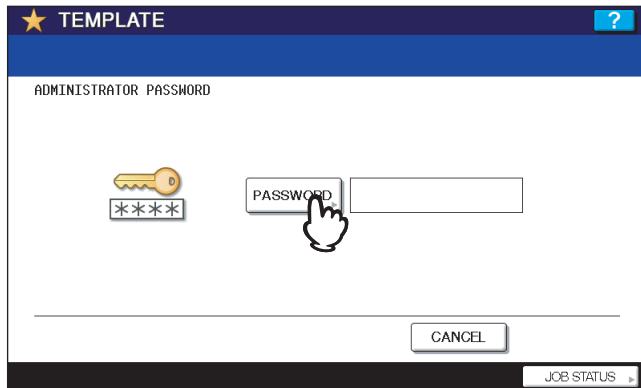 TEMPLATE ?
ADMINISTRATOR PASSWORD
****
PASSWORD
CANCEL
JOB STATUS